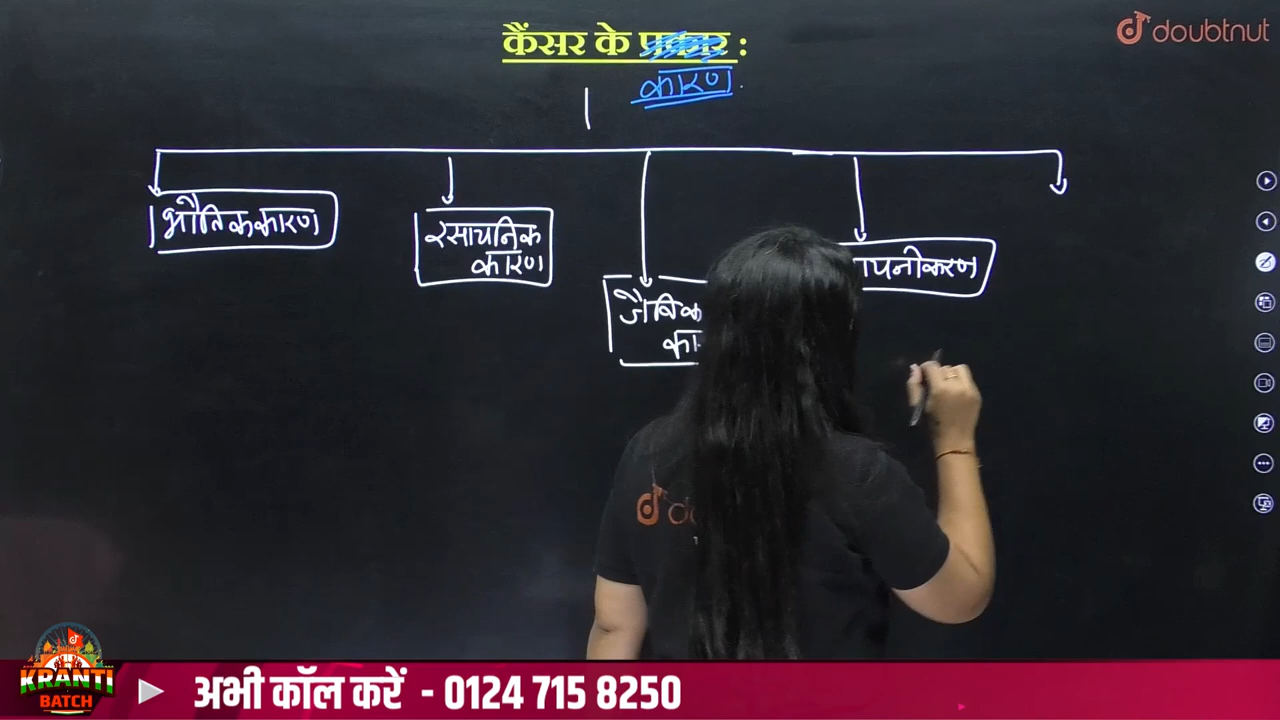 doubtnut
कैंसर के प्रकार :
कारण
भौतिक कारण
रसायनिक
कारण
जैविक
KRANTI
BATCH
अभी कॉल करें - 0124 715 8250